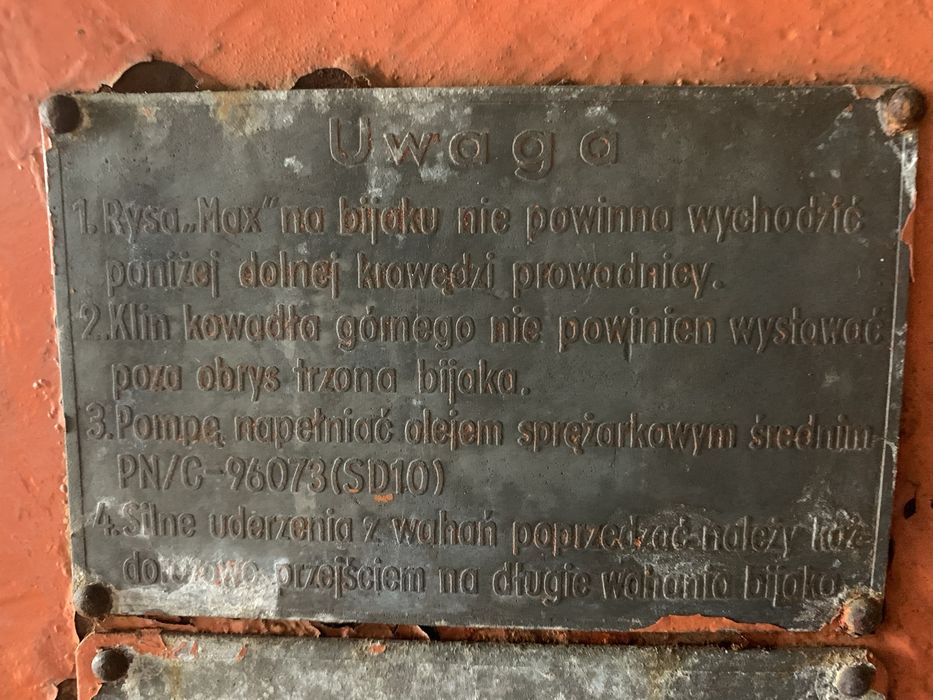 Uwaga
1. Rysa „Max” na bijaku nie powinna wychodzić
poniżej dolnej krawędzi prowadnicy.
2. Klin kowadła górnego nie powinien wystawać
poza obrys trzona bijaka.
3. Pompę napełniać olejem sprężarkowym średnim
PN/C-96073 (SD10)
4. Silne uderzenia z wahań poprzedzać należy każ-
dorazowo przejściem na długie wahania bijaka